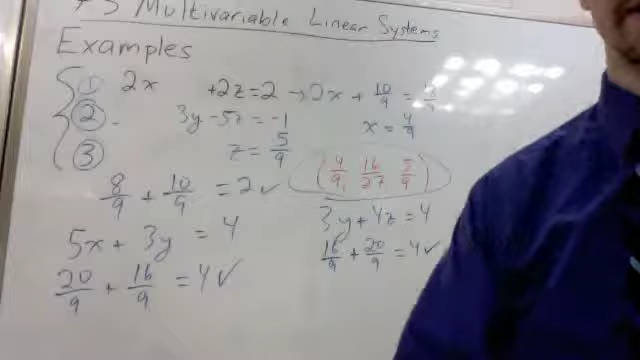 7.3 Multivariable Linear Systems
Examples
① 2x +2z=2 → 2x + 10/9 =
② 3y-5z=-1 x = 4/9
③ z = 5/9
(4/9, 16/27 5/9)
8/9 + 10/9 = 2 ✓
3y+4z=4
5x + 3y = 4
16/9 + 20/9 = 4 ✓
20/9 + 16/9 = 4 ✓